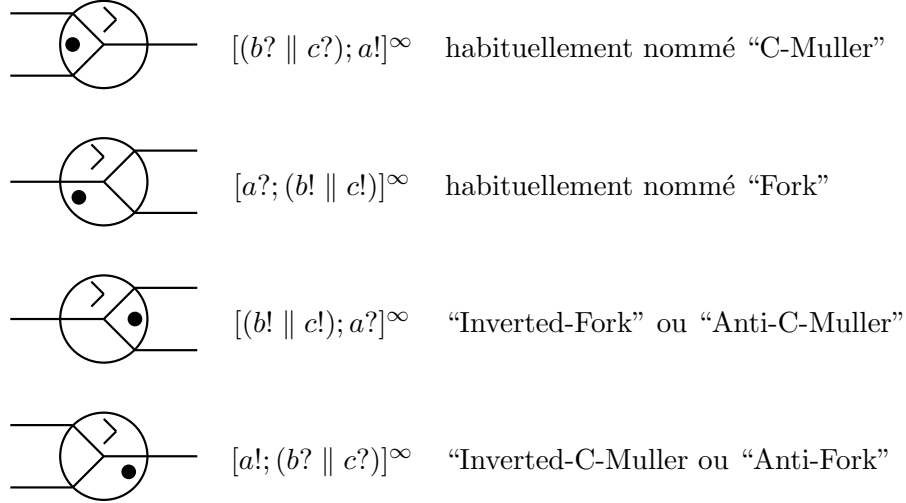 [(b? ∥ c?); a!]^∞ habituellement nommé “C-Muller”
[a?; (b! ∥ c!)]^∞ habituellement nommé “Fork”
[(b! ∥ c!); a?]^∞ “Inverted-Fork” ou “Anti-C-Muller”
[a!; (b? ∥ c?)]^∞ “Inverted-C-Muller ou “Anti-Fork”